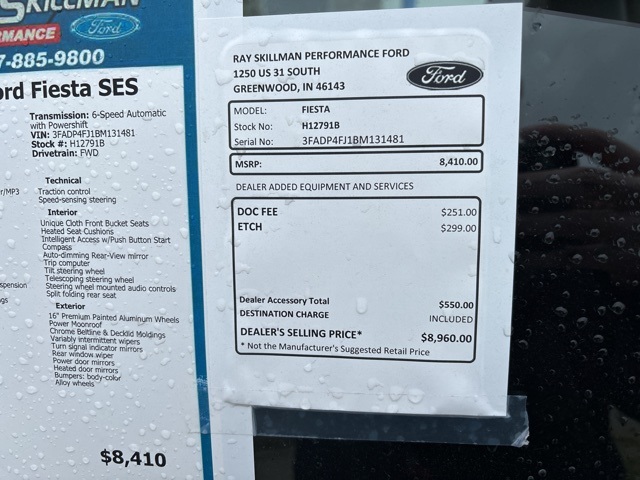 SKILLMAN
RMANCE Ford
7-885-9800
ord Fiesta SES
Transmission: 6-Speed Automatic
with Powershift
VIN: 3FADP4FJ1BM131481
Stock #: H12791B
Drivetrain: FWD
Technical
r/MP3 Traction control
Speed-sensing steering
Interior
Unique Cloth Front Bucket Seats
Heated Seat Cushions
Intelligent Access w/Push Button Start
Compass
Auto-dimming Rear-View mirror
Trip computer
Tilt steering wheel
Telescoping steering wheel
spension Steering wheel mounted audio controls
Split folding rear seat
gs
Exterior
16" Premium Painted Aluminum Wheels
Power Moonroof
Chrome Beltline & Decklid Moldings
Variably intermittent wipers
Turn signal indicator mirrors
Rear window wiper
Power door mirrors
Heated door mirrors
Bumpers: body-color
Alloy wheels
$8,410
RAY SKILLMAN PERFORMANCE FORD
1250 US 31 SOUTH
GREENWOOD, IN 46143
Ford
MODEL: FIESTA
Stock No: H12791B
Serial No: 3FADP4FJ1BM131481
MSRP: 8,410.00
DEALER ADDED EQUIPMENT AND SERVICES
DOC FEE $251.00
ETCH $299.00
Dealer Accessory Total $550.00
DESTINATION CHARGE INCLUDED
DEALER'S SELLING PRICE* $8,960.00
* Not the Manufacturer's Suggested Retail Price